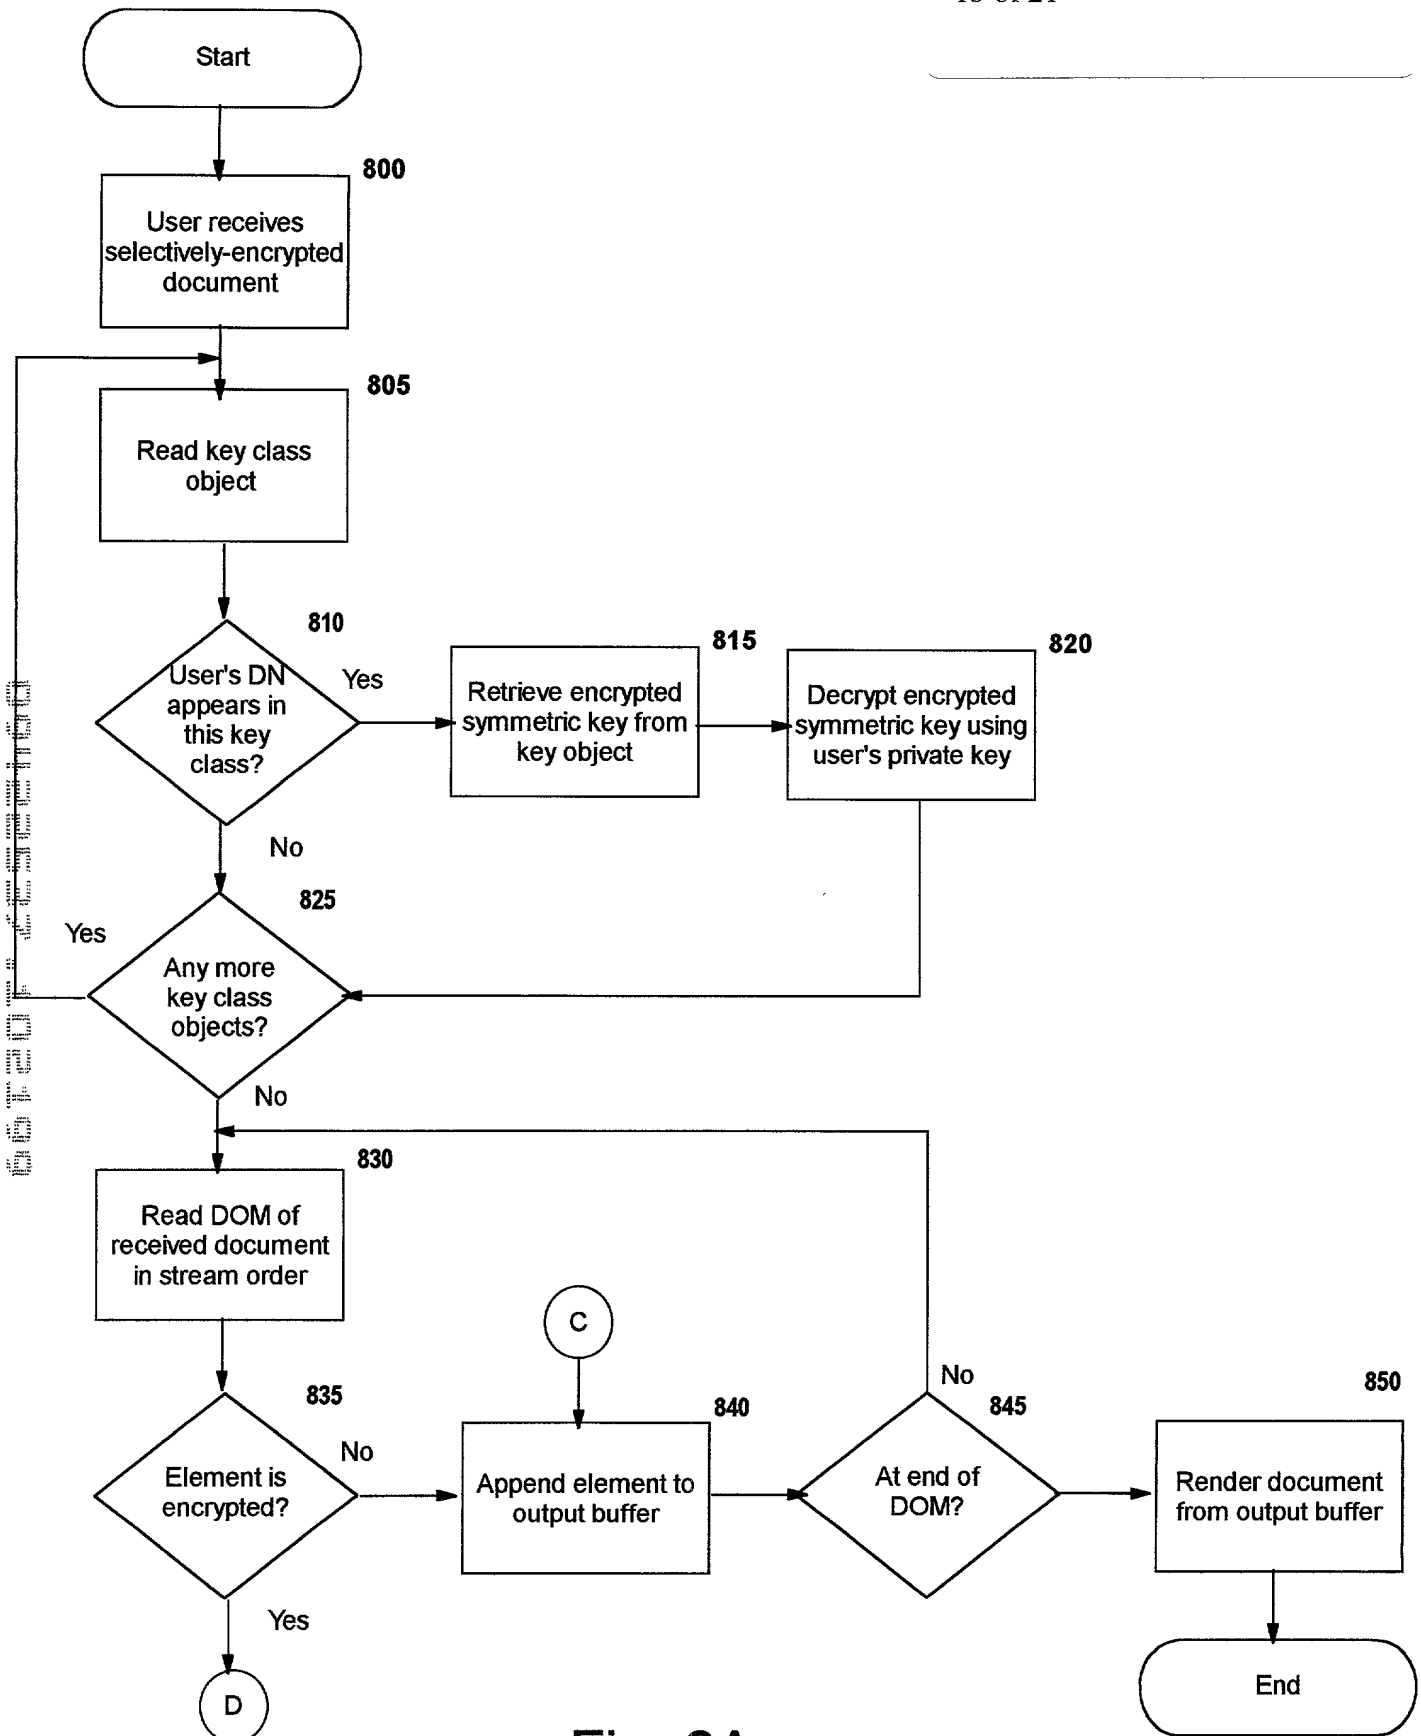 Start
800
User receives
selectively-encrypted
document
805
Read key class
object
810
User's DN
appears in
this key
class?
Yes
815
Retrieve encrypted
symmetric key from
key object
820
Decrypt encrypted
symmetric key using
user's private key
No
825
Yes
Any more
key class
objects?
No
830
Read DOM of
received document
in stream order
C
835
Element is
encrypted?
No
840
Append element to
output buffer
No
845
At end of
DOM?
850
Render document
from output buffer
Yes
D
End